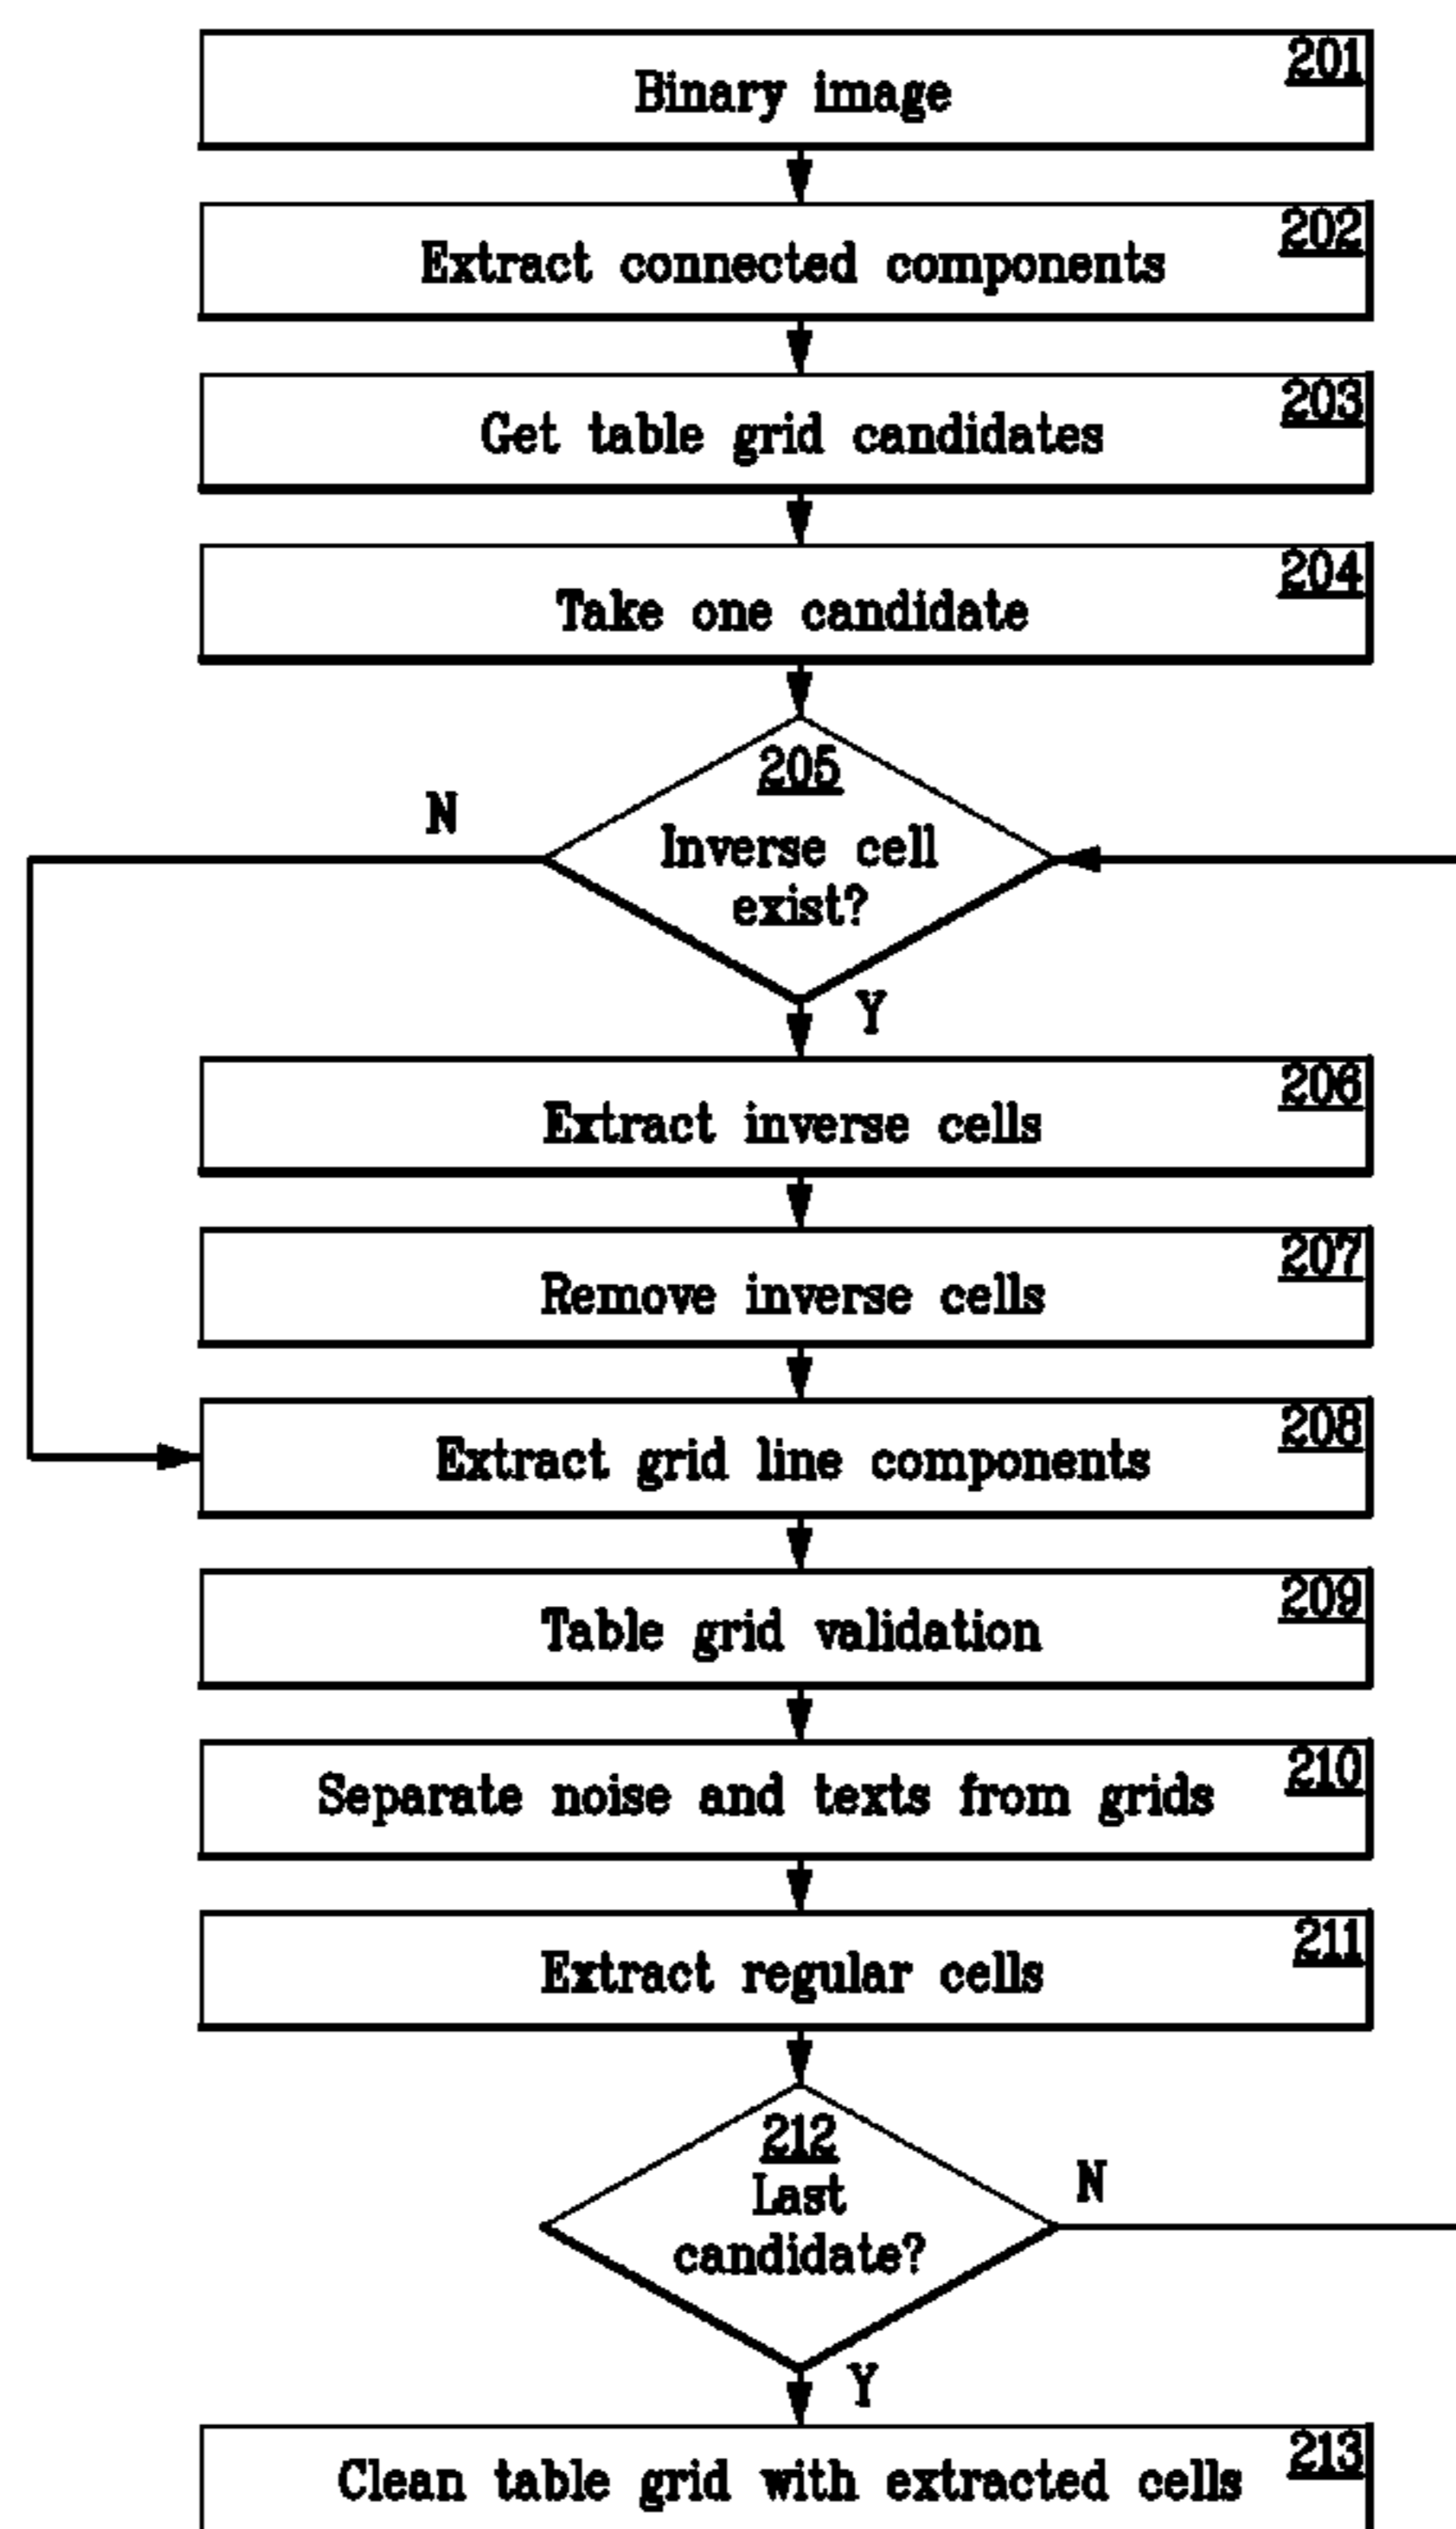 201
Binary image
202
Extract connected components
203
Get table grid candidates
204
Take one candidate
205
Inverse cell
exist?
N
Y
206
Extract inverse cells
207
Remove inverse cells
208
Extract grid line components
209
Table grid validation
210
Separate noise and texts from grids
211
Extract regular cells
212
Last
candidate?
N
Y
213
Clean table grid with extracted cells